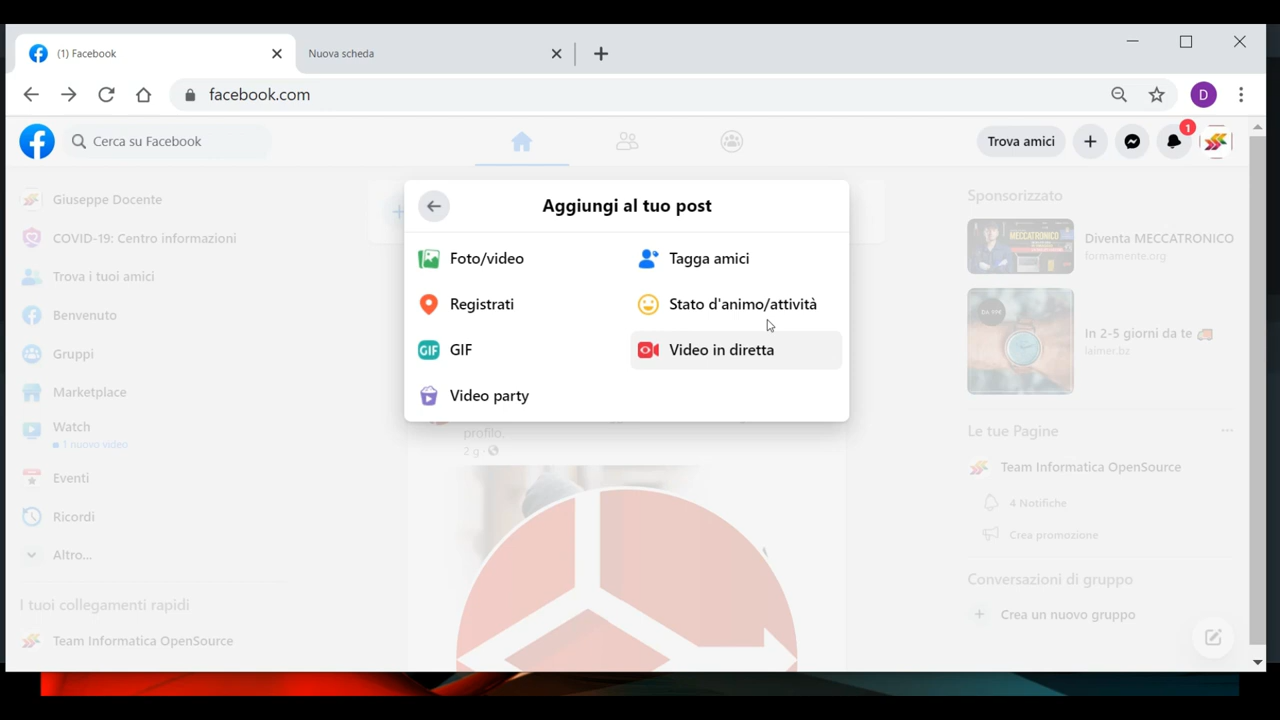 (1) Facebook
Nuova scheda
facebook.com
D
Cerca su Facebook
Trova amici
1
Giuseppe Docente
COVID-19: Centro informazioni
Trova i tuoi amici
Benvenuto
Gruppi
Marketplace
Watch
1 nuovo video
Eventi
Ricordi
Altro...
I tuoi collegamenti rapidi
Team Informatica OpenSource
Aggiungi al tuo post
Foto/video
Tagga amici
Registrati
Stato d'animo/attività
GIF
GIF
Video in diretta
Video party
profilo.
2 g ·
Sponsorizzato
MECCATRONICO
Diventa MECCATRONICO
formamente.org
In 2-5 giorni da te
laimer.bz
Le tue Pagine
Team Informatica OpenSource
4 Notifiche
Crea promozione
Conversazioni di gruppo
Crea un nuovo gruppo